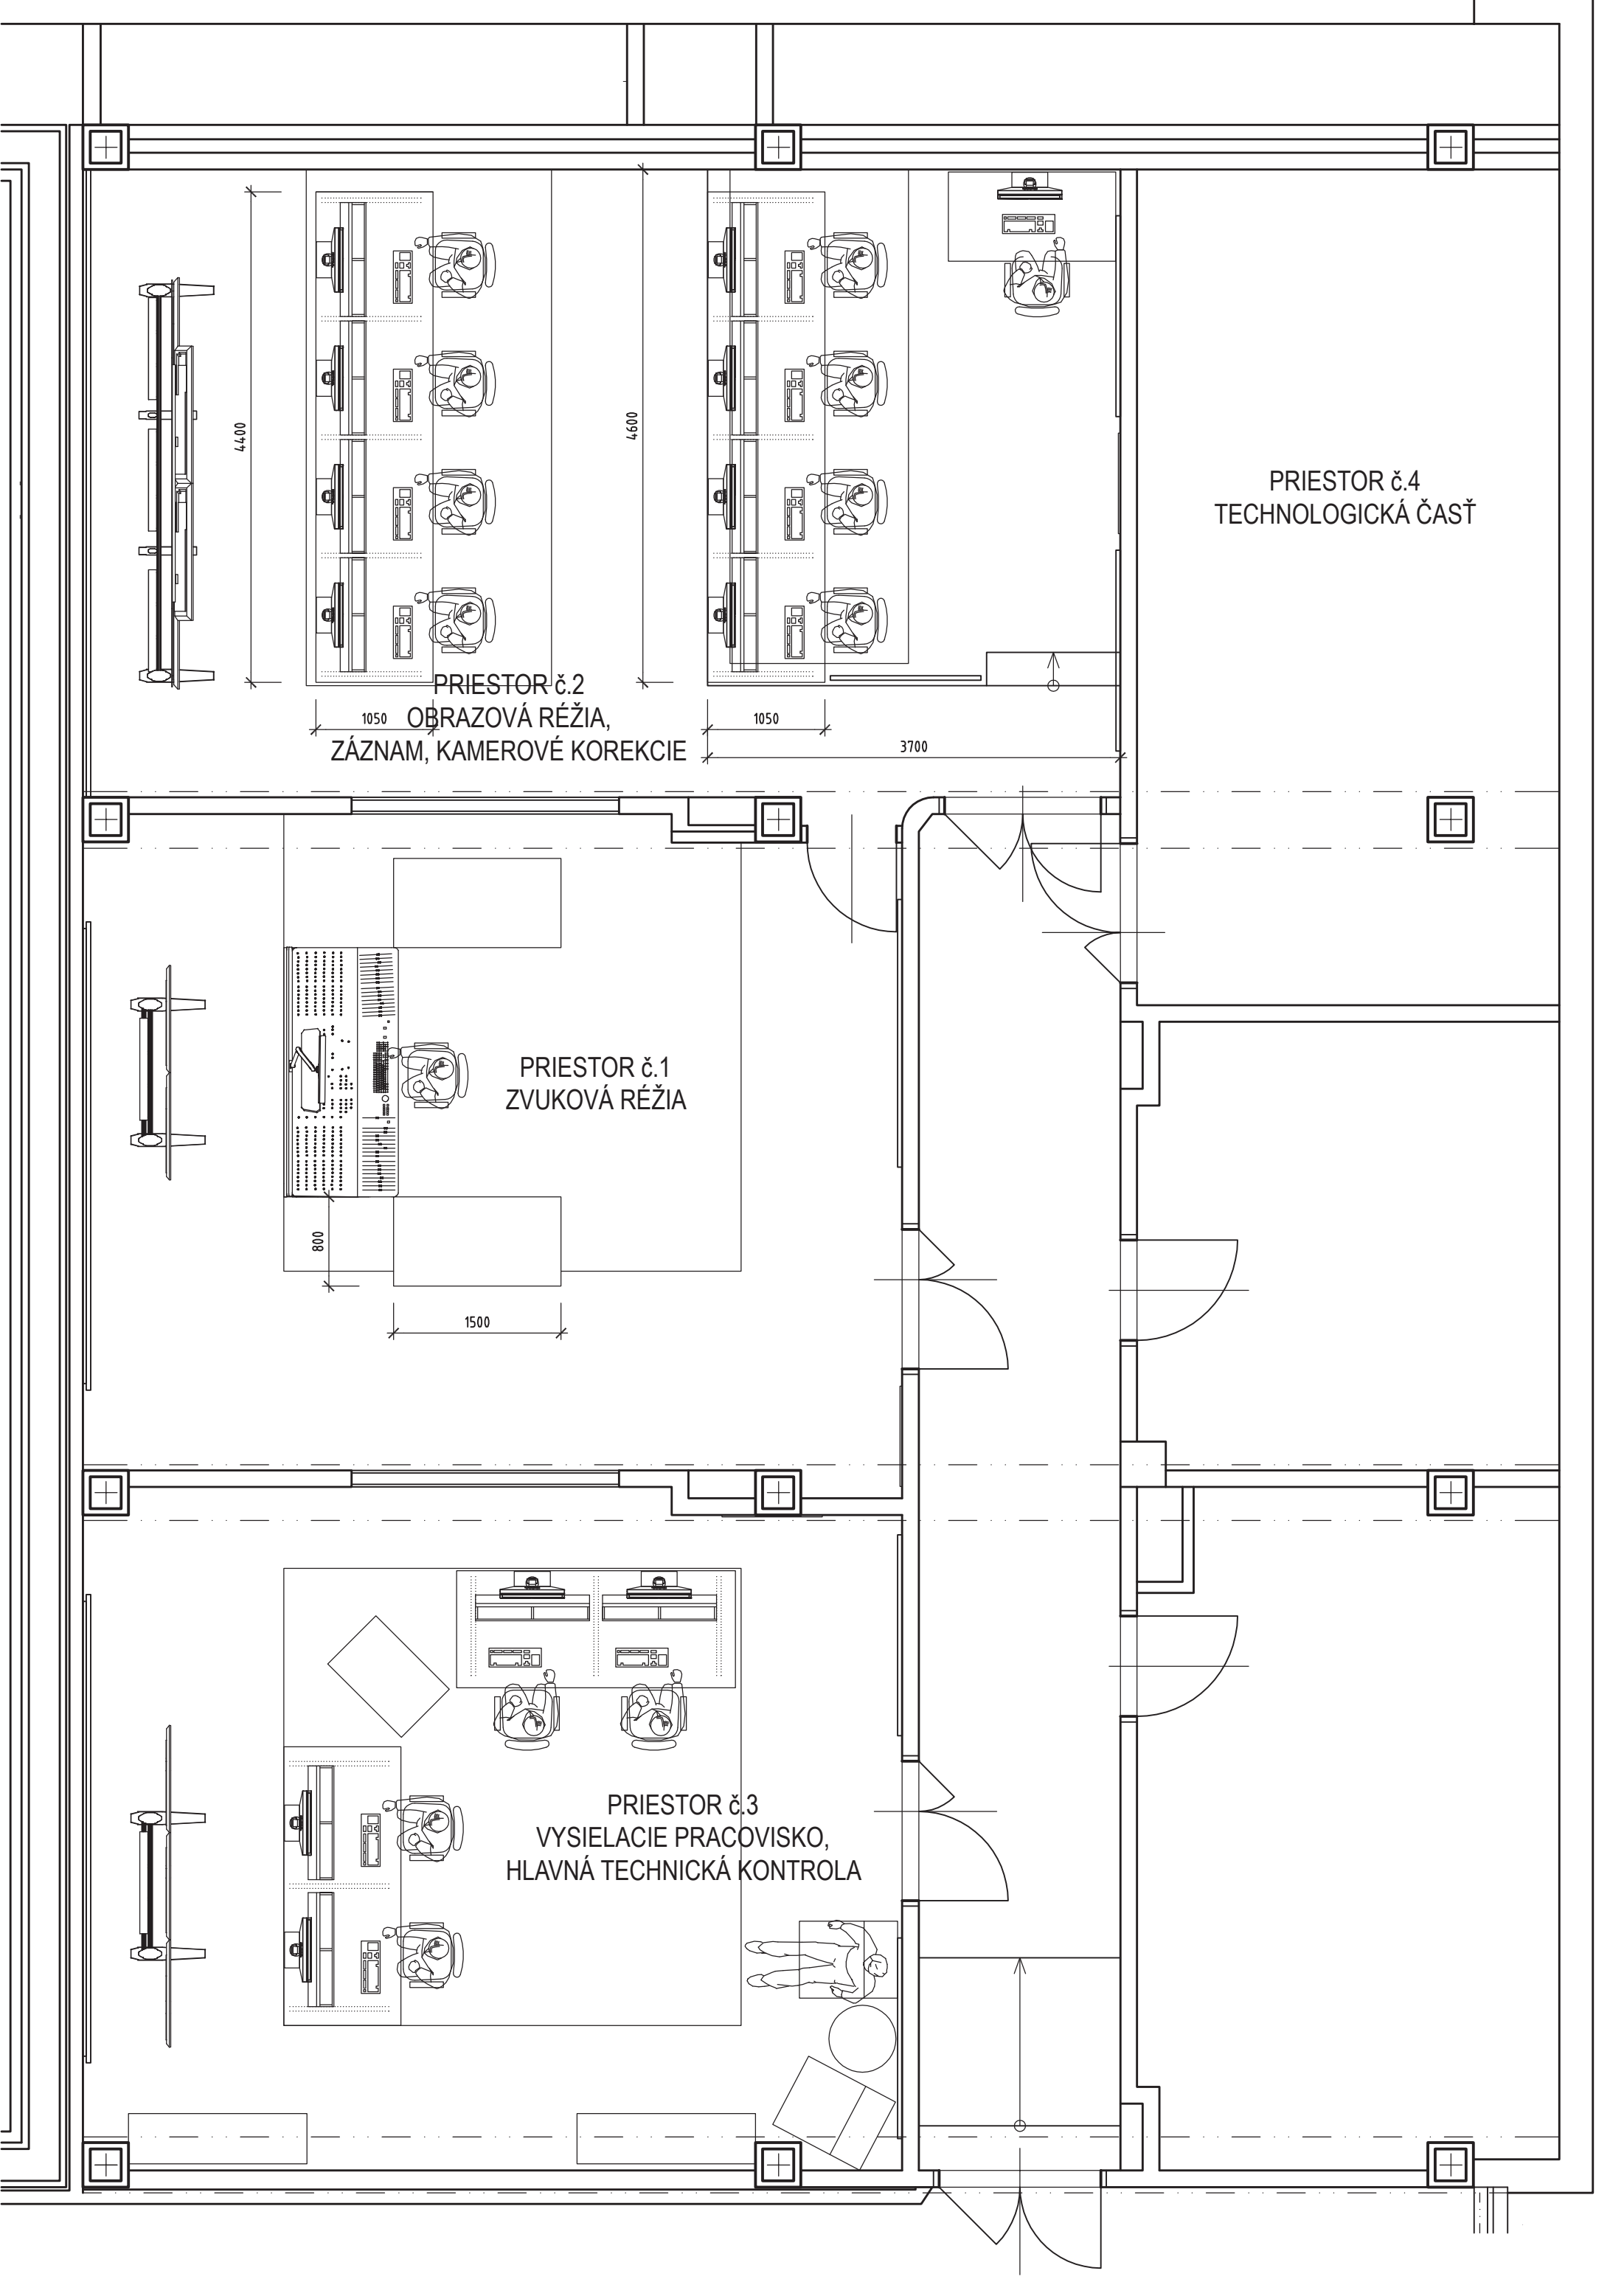 4400
4600
PRIESTOR č.4
TECHNOLOGICKÁ ČASŤ
PRIESTOR č.2
OBRAZOVÁ RÉŽIA,
ZÁZNAM, KAMEROVÉ KOREKCIE
1050
1050
3700
PRIESTOR č.1
ZVUKOVÁ RÉŽIA
800
1500
PRIESTOR č.3
VYSIELACIE PRACOVISKO,
HLAVNÁ TECHNICKÁ KONTROLA